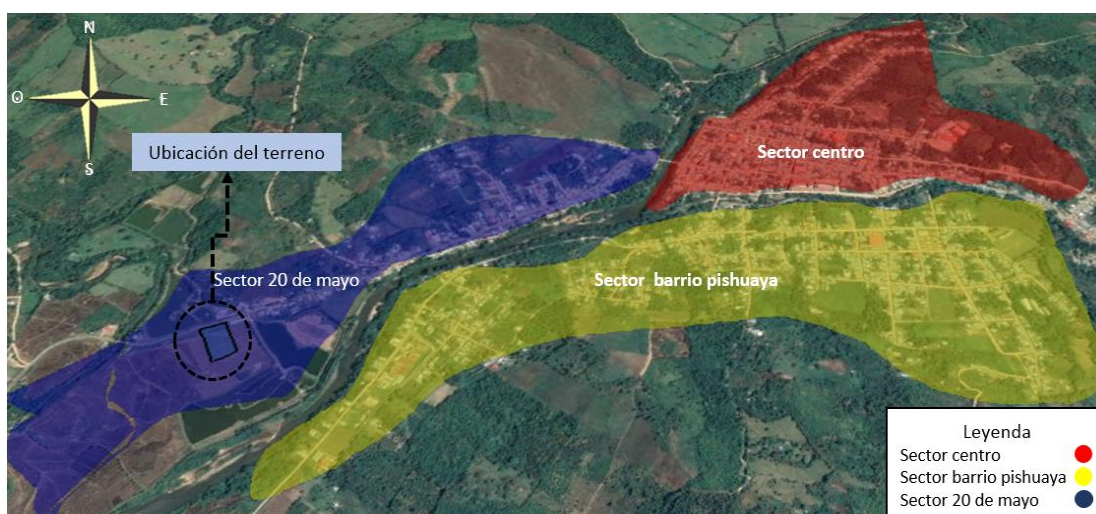 N
O
E
S
Ubicación del terreno
Sector centro
Sector 20 de mayo
Sector barrio pishuaya
Leyenda
Sector centro
Sector barrio pishuaya
Sector 20 de mayo